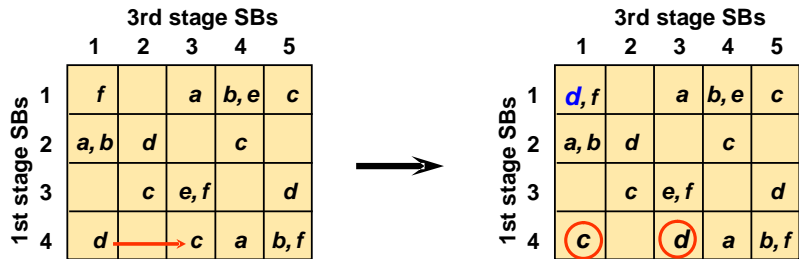 3rd stage SBs
1 2 3 4 5
1st stage SBs
1 f a b, e c
2 a, b d c
3 c e, f d
4 d c a b, f
3rd stage SBs
1 2 3 4 5
1st stage SBs
1 d, f a b, e c
2 a, b d c
3 c e, f d
4 c d a b, f